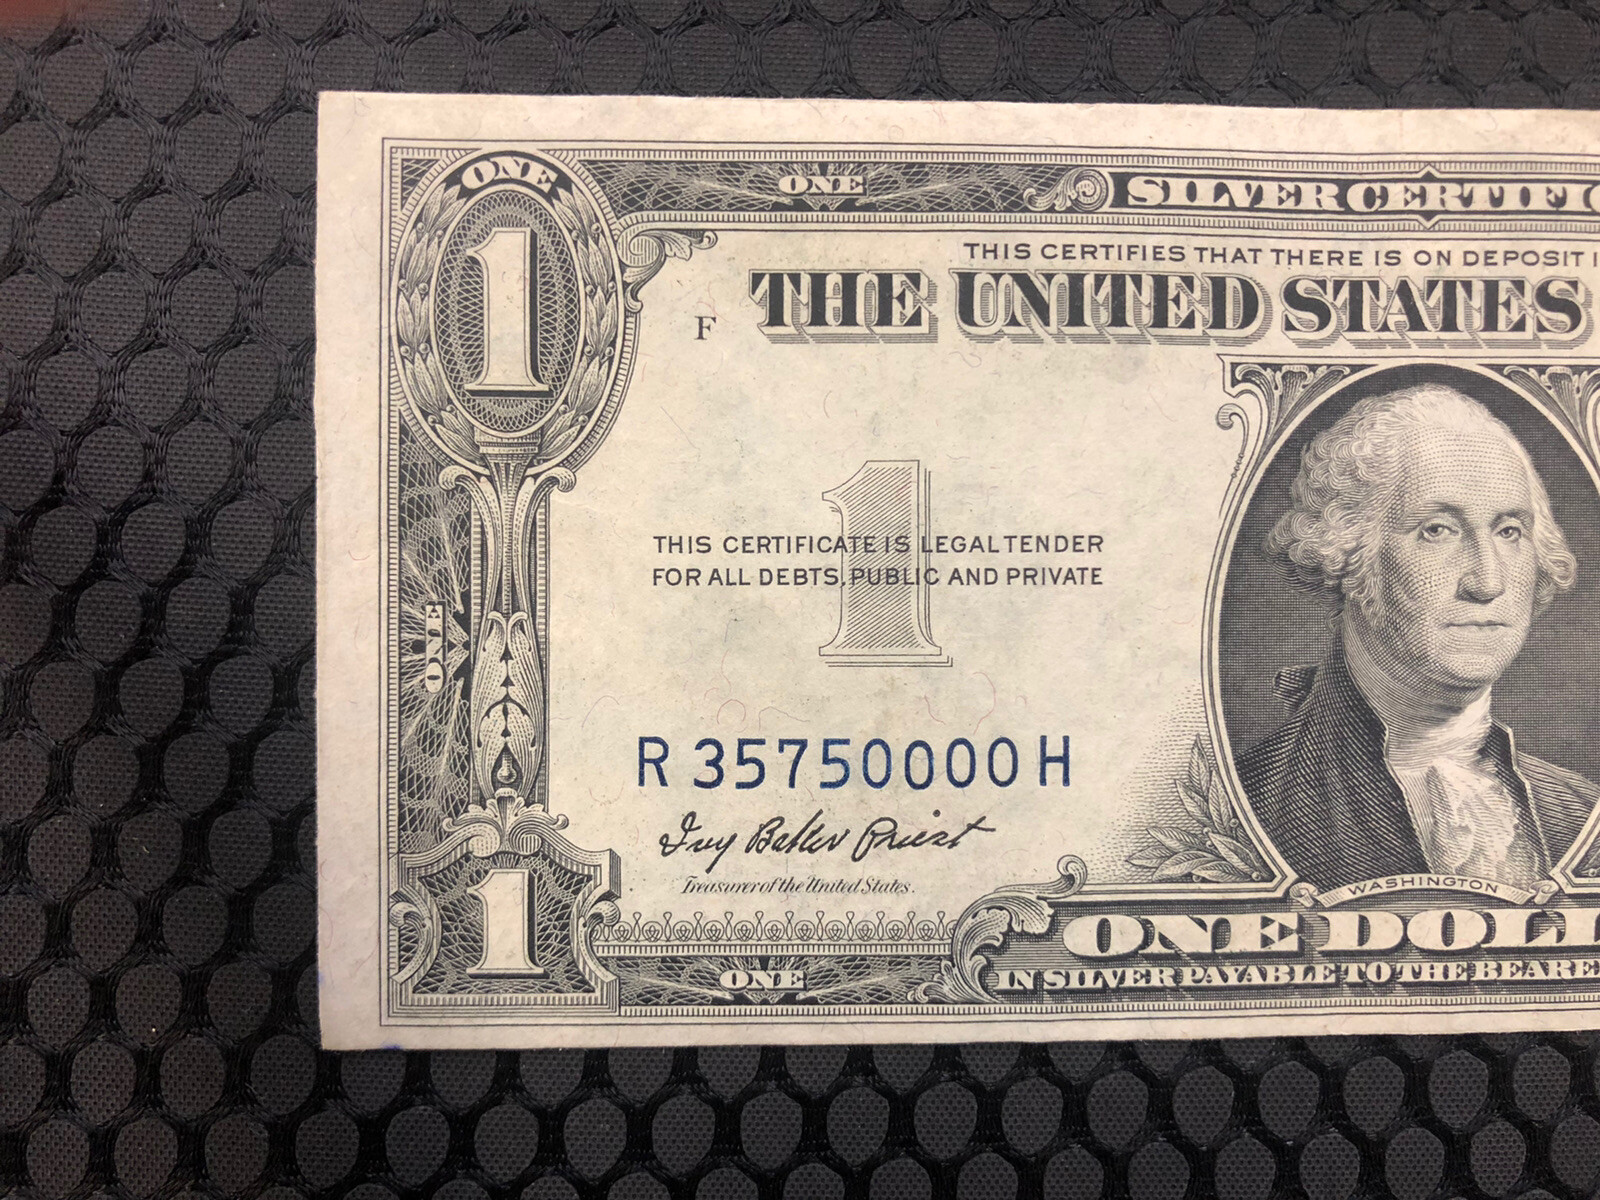 ONE
ONE
SILVER CERTIFIC
1
THIS CERTIFIES THAT THERE IS ON DEPOSIT I
F
THE UNITED STATES
1
THIS CERTIFICATE IS LEGAL TENDER
FOR ALL DEBTS, PUBLIC AND PRIVATE
ONE
R 35750000 H
Ivy Baker Priest
Treasurer of the United States.
WASHINGTON
1
ONE DOLL
ONE
IN SILVER PAYABLE TO THE BEARE